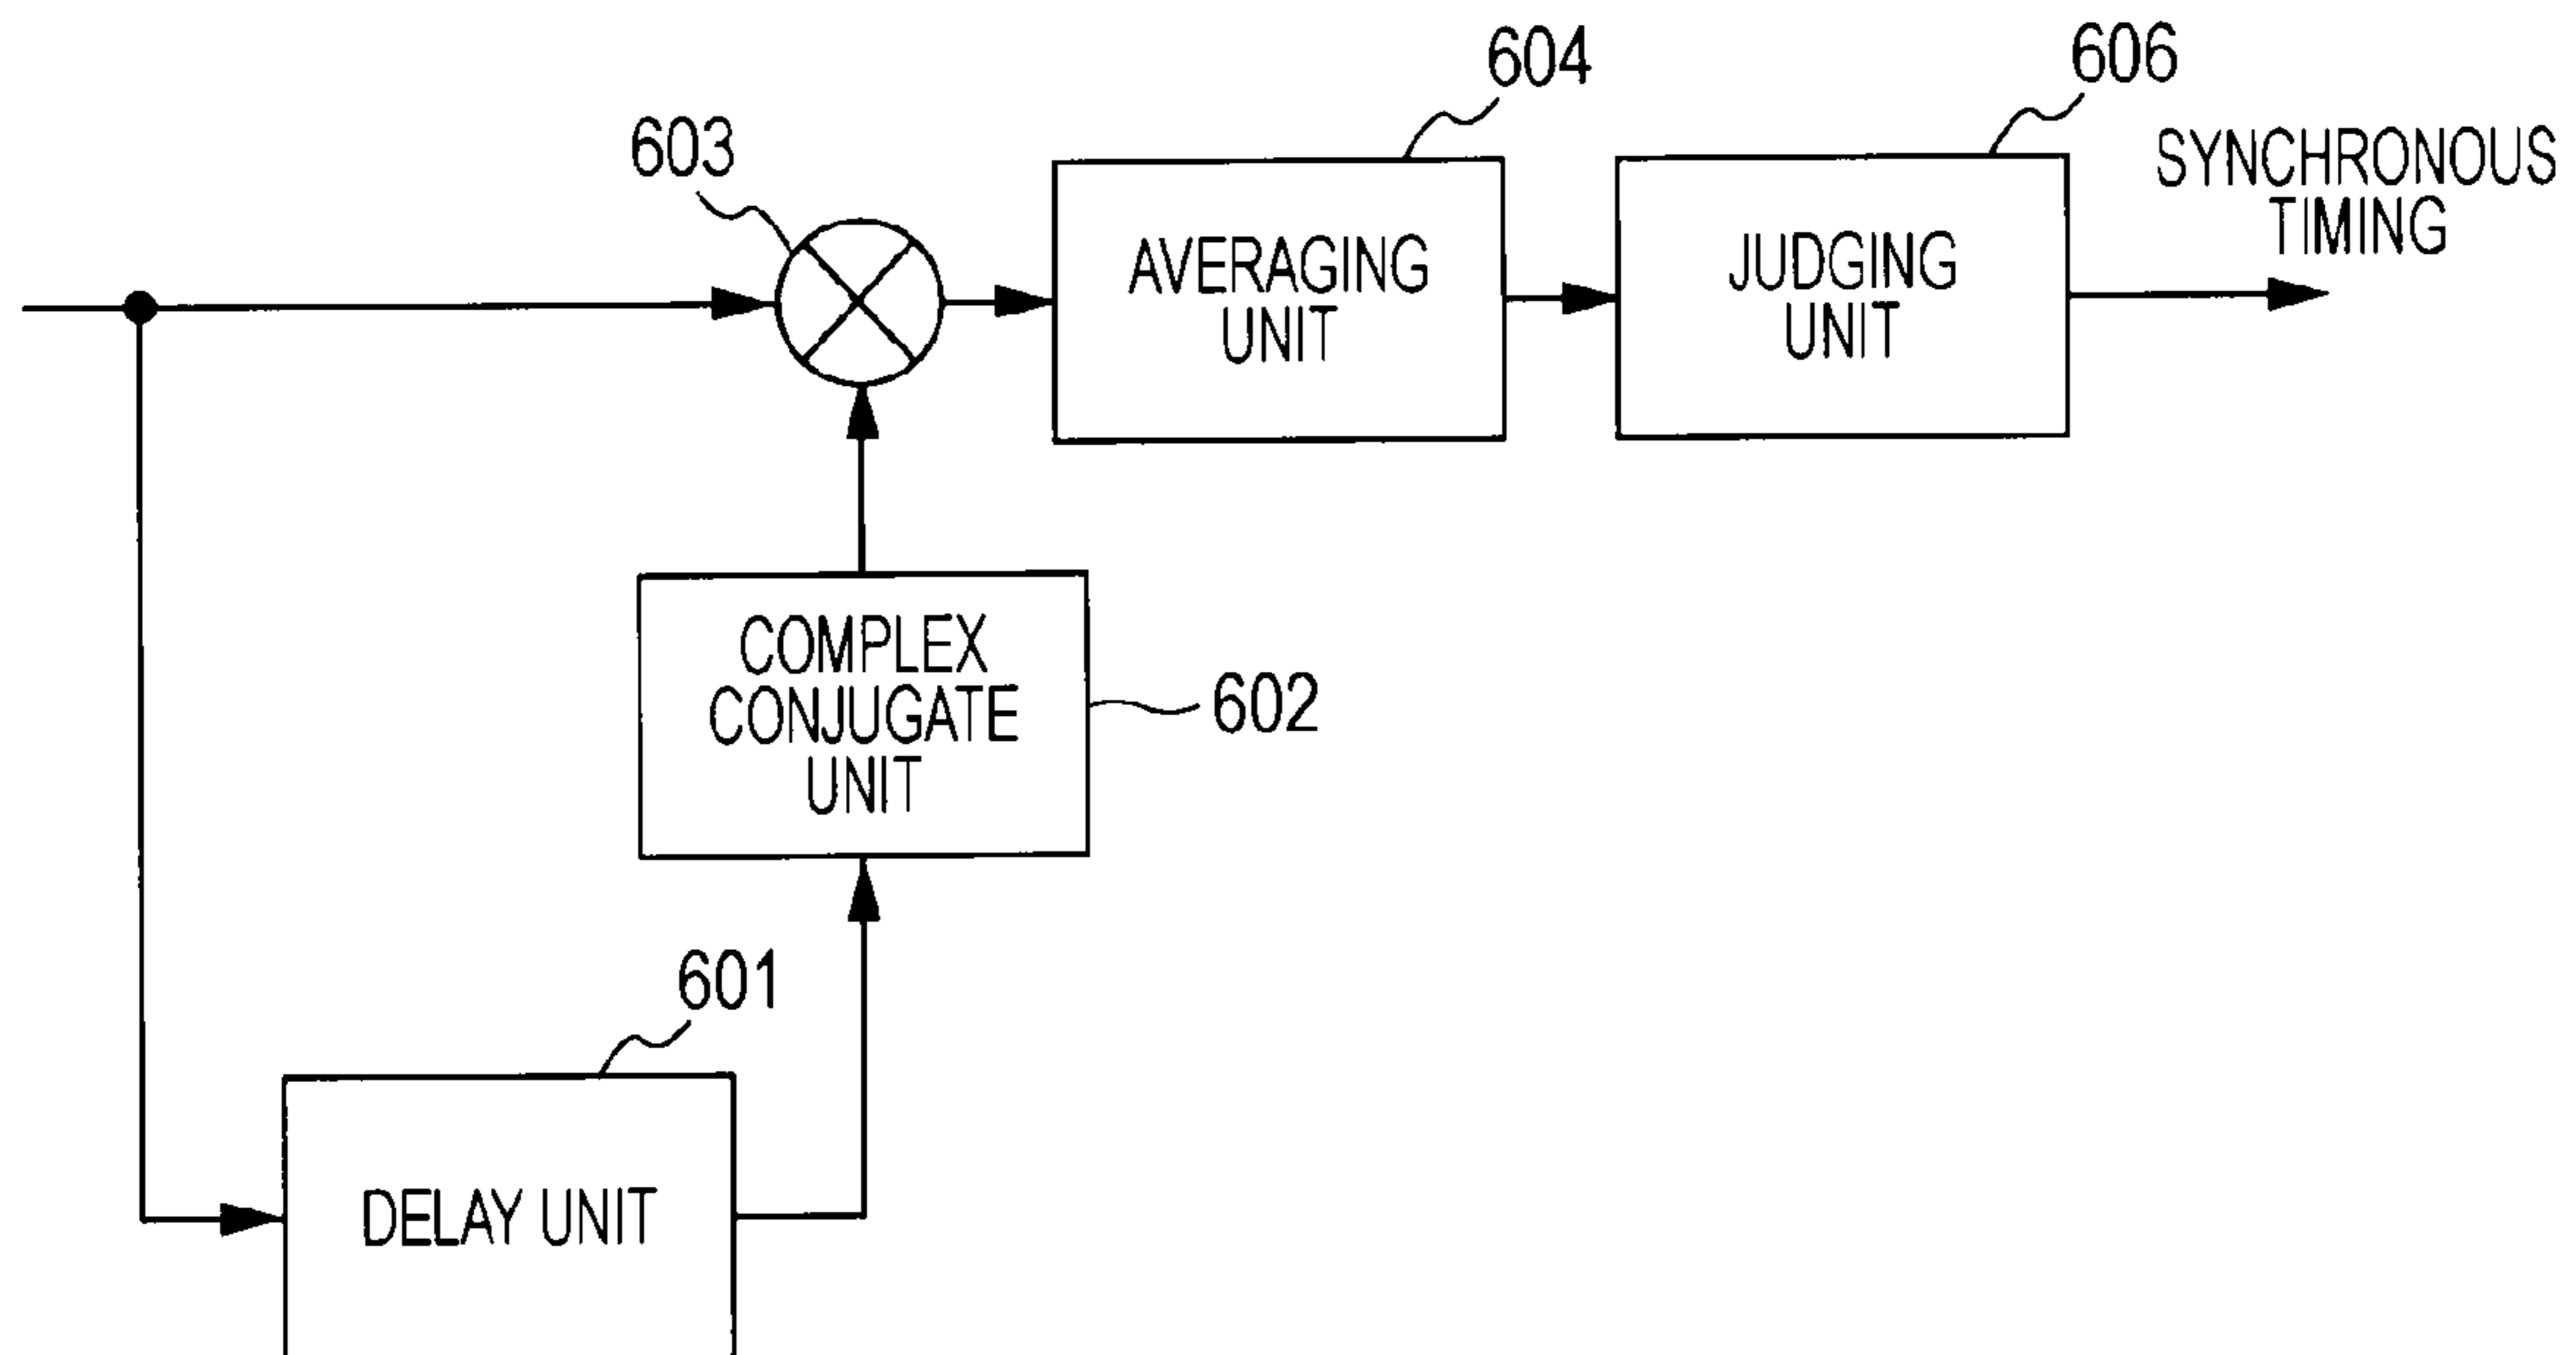 604
606
603
SYNCHRONOUS
TIMING
AVERAGING
UNIT
JUDGING
UNIT
COMPLEX
CONJUGATE
UNIT
602
601
DELAY UNIT